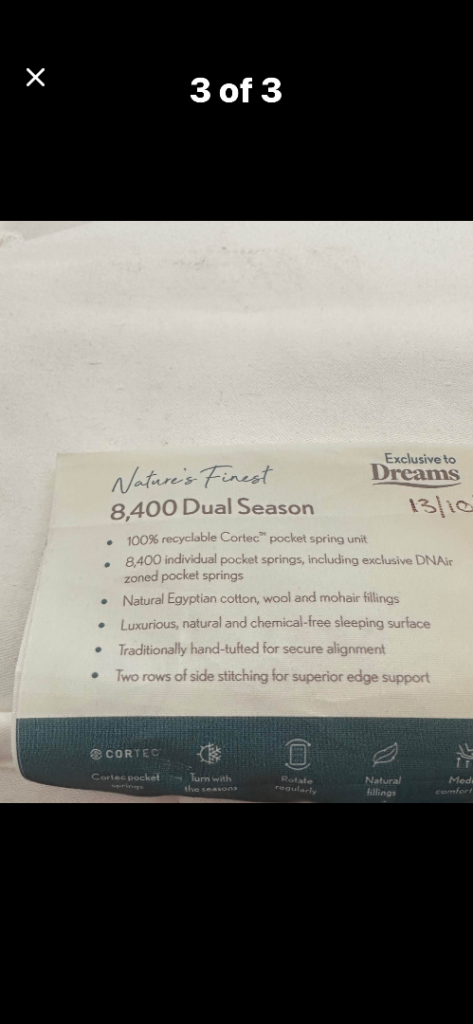 3 of 3
Exclusive to
Dreams
Nature's Finest
8,400 Dual Season
13/10
• 100% recyclable Cortec™ pocket spring unit
• 8,400 individual pocket springs, including exclusive DNAir
zoned pocket springs
• Natural Egyptian cotton, wool and mohair fillings
• Luxurious, natural and chemical-free sleeping surface
• Traditionally hand-tufted for secure alignment
• Two rows of side stitching for superior edge support
CORTEC
Cortec pocket
springs
Turn with
the seasons
Rotate
regularly
Natural
fillings
comfort